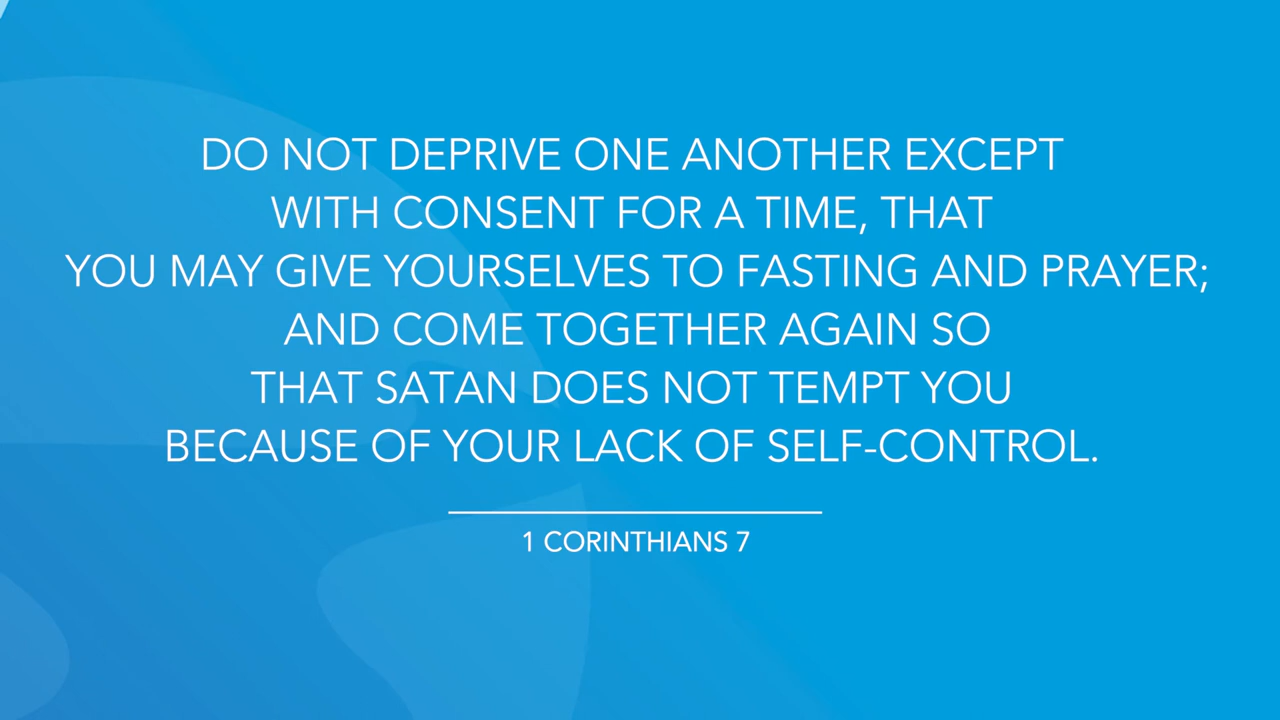 DO NOT DEPRIVE ONE ANOTHER EXCEPT
WITH CONSENT FOR A TIME, THAT
YOU MAY GIVE YOURSELVES TO FASTING AND PRAYER;
AND COME TOGETHER AGAIN SO
THAT SATAN DOES NOT TEMPT YOU
BECAUSE OF YOUR LACK OF SELF-CONTROL.
1 CORINTHIANS 7